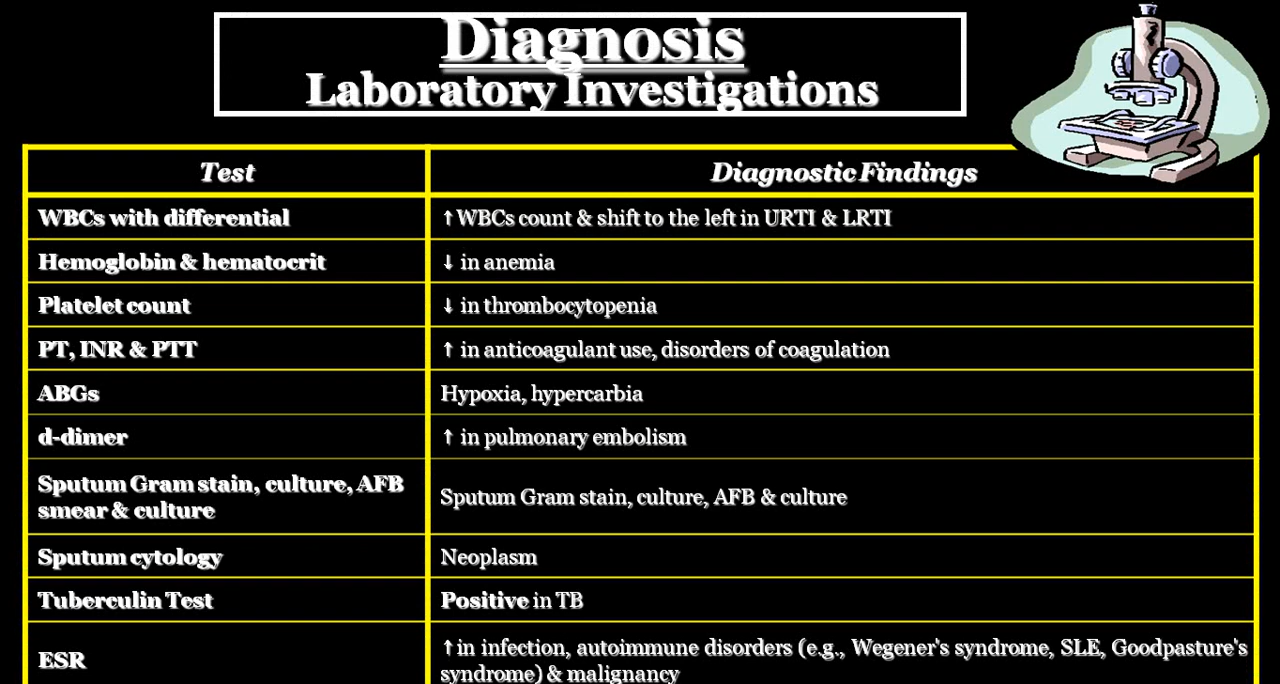 Diagnosis
Laboratory Investigations
Test
Diagnostic Findings
WBCs with differential
↑WBCs count & shift to the left in URTI & LRTI
Hemoglobin & hematocrit
↓ in anemia
Platelet count
↓ in thrombocytopenia
PT, INR & PTT
↑ in anticoagulant use, disorders of coagulation
ABGs
Hypoxia, hypercarbia
d-dimer
↑ in pulmonary embolism
Sputum Gram stain, culture, AFB
smear & culture
Sputum Gram stain, culture, AFB & culture
Sputum cytology
Neoplasm
Tuberculin Test
Positive in TB
ESR
↑in infection, autoimmune disorders (e.g., Wegener's syndrome, SLE, Goodpasture's
syndrome) & malignancy